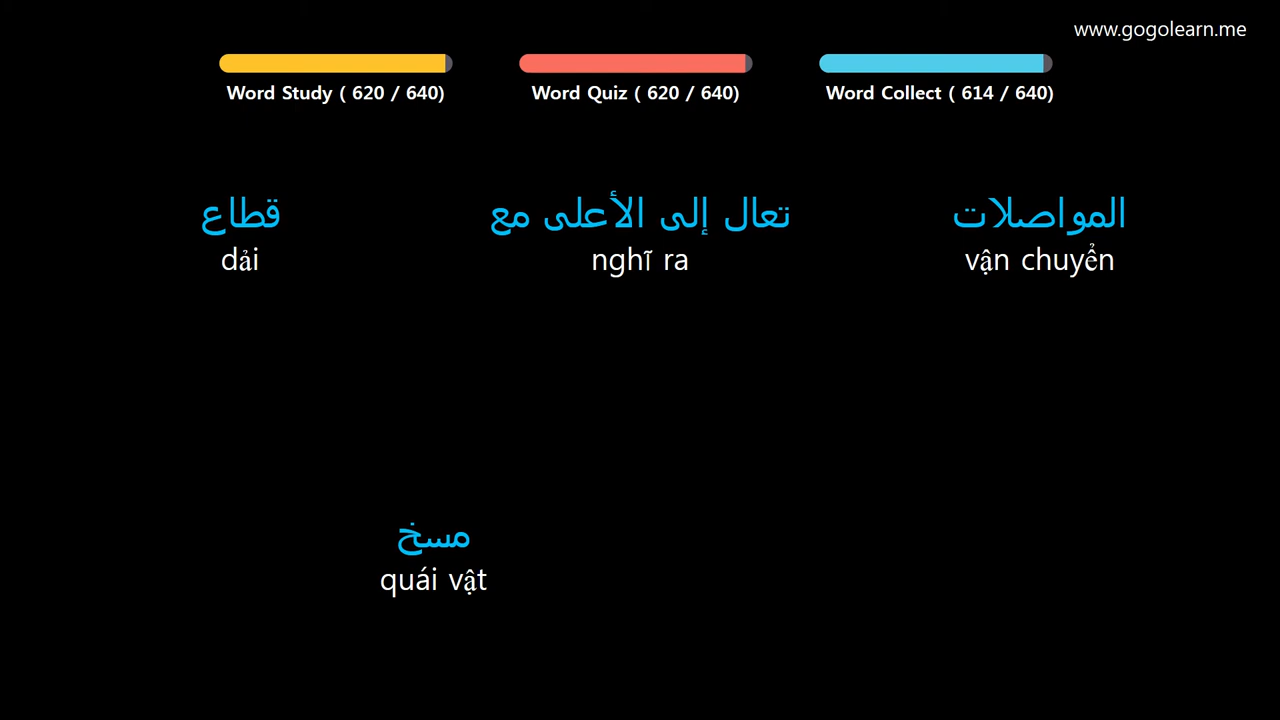 www.gogolearn.me
Word Study ( 620 / 640)
Word Quiz ( 620 / 640)
Word Collect ( 614 / 640)
قطاع
dải
تعال إلى الأعلى مع
nghĩ ra
المواصلات
vận chuyển
مسخ
quái vật